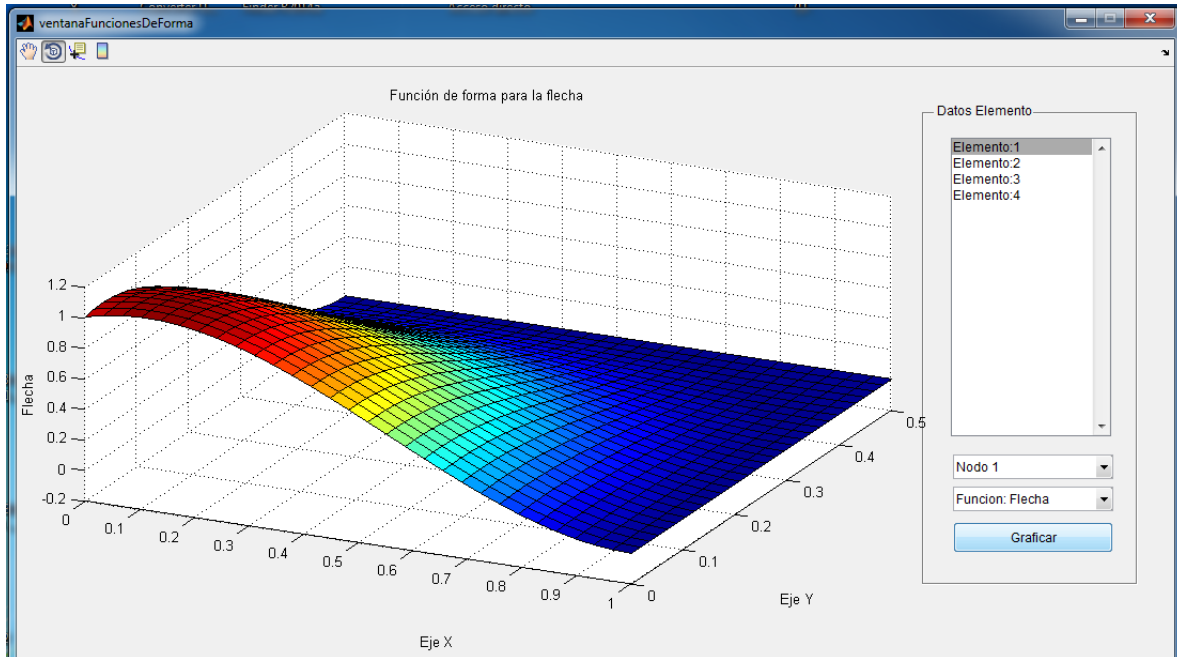 ventanaFuncionesDeForma
Función de forma para la flecha
Datos Elemento
Elemento:1
Elemento:2
Elemento:3
Elemento:4
Nodo 1
Funcion: Flecha
Graficar
Flecha
1.2
1
0.8
0.6
0.4
0.2
0
-0.2
0
0.1
0.2
0.3
0.4
0.5
0.6
0.7
0.8
0.9
1
Eje X
0
0.1
0.2
0.3
0.4
0.5
Eje Y